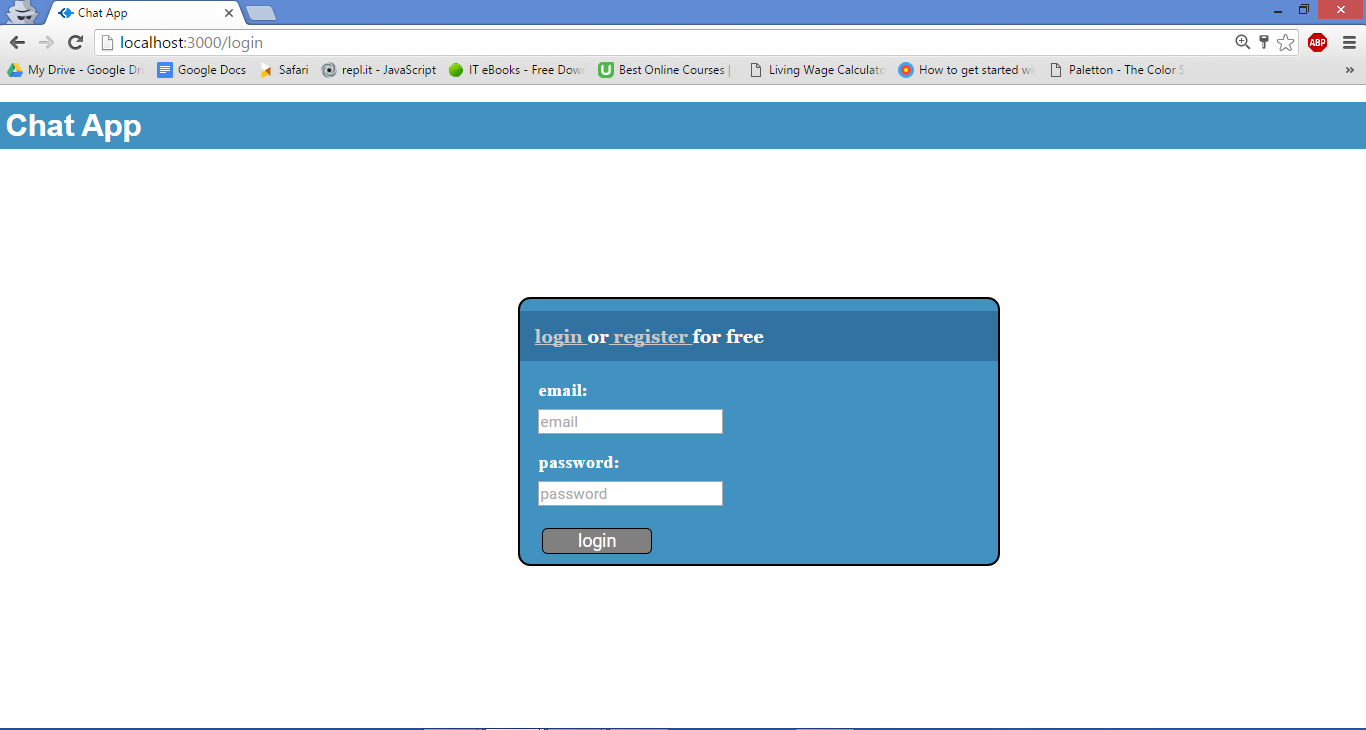 Chat App
localhost:3000/login
ABP
My Drive - Google Dr
Google Docs
Safari
repl.it - JavaScript
IT eBooks - Free Dow
Best Online Courses |
Living Wage Calculato
How to get started wi
Paletton - The Color S
»
Chat App
login or register for free
email:
email
password:
password
login